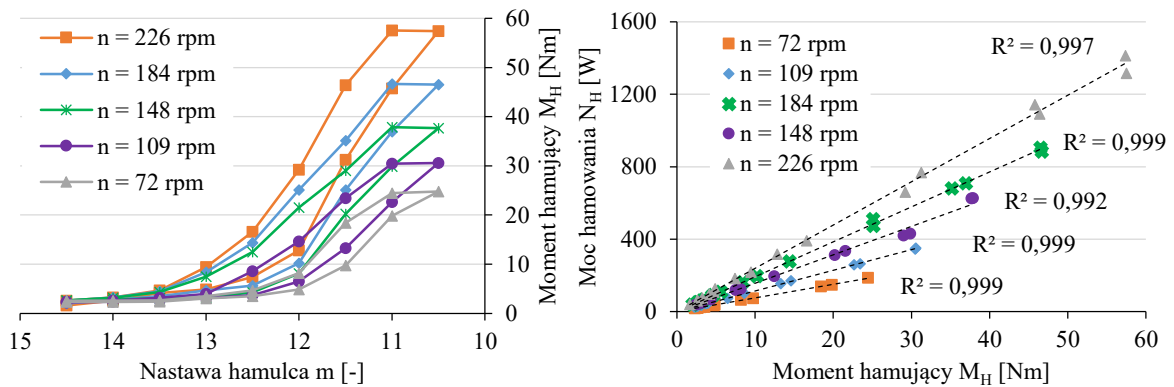 n = 226 rpm
n = 184 rpm
n = 148 rpm
n = 109 rpm
n = 72 rpm
60
50
40
30
20
10
0
Moment hamujący M_H [Nm]
15 14 13 12 11 10
Nastawa hamulca m [-]
Moc hamowania N_H [W]
1600
1200
800
400
0
n = 72 rpm
n = 109 rpm
n = 184 rpm
n = 148 rpm
n = 226 rpm
R² = 0,997
R² = 0,999
R² = 0,992
R² = 0,999
R² = 0,999
0 10 20 30 40 50 60
Moment hamujący M_H [Nm]